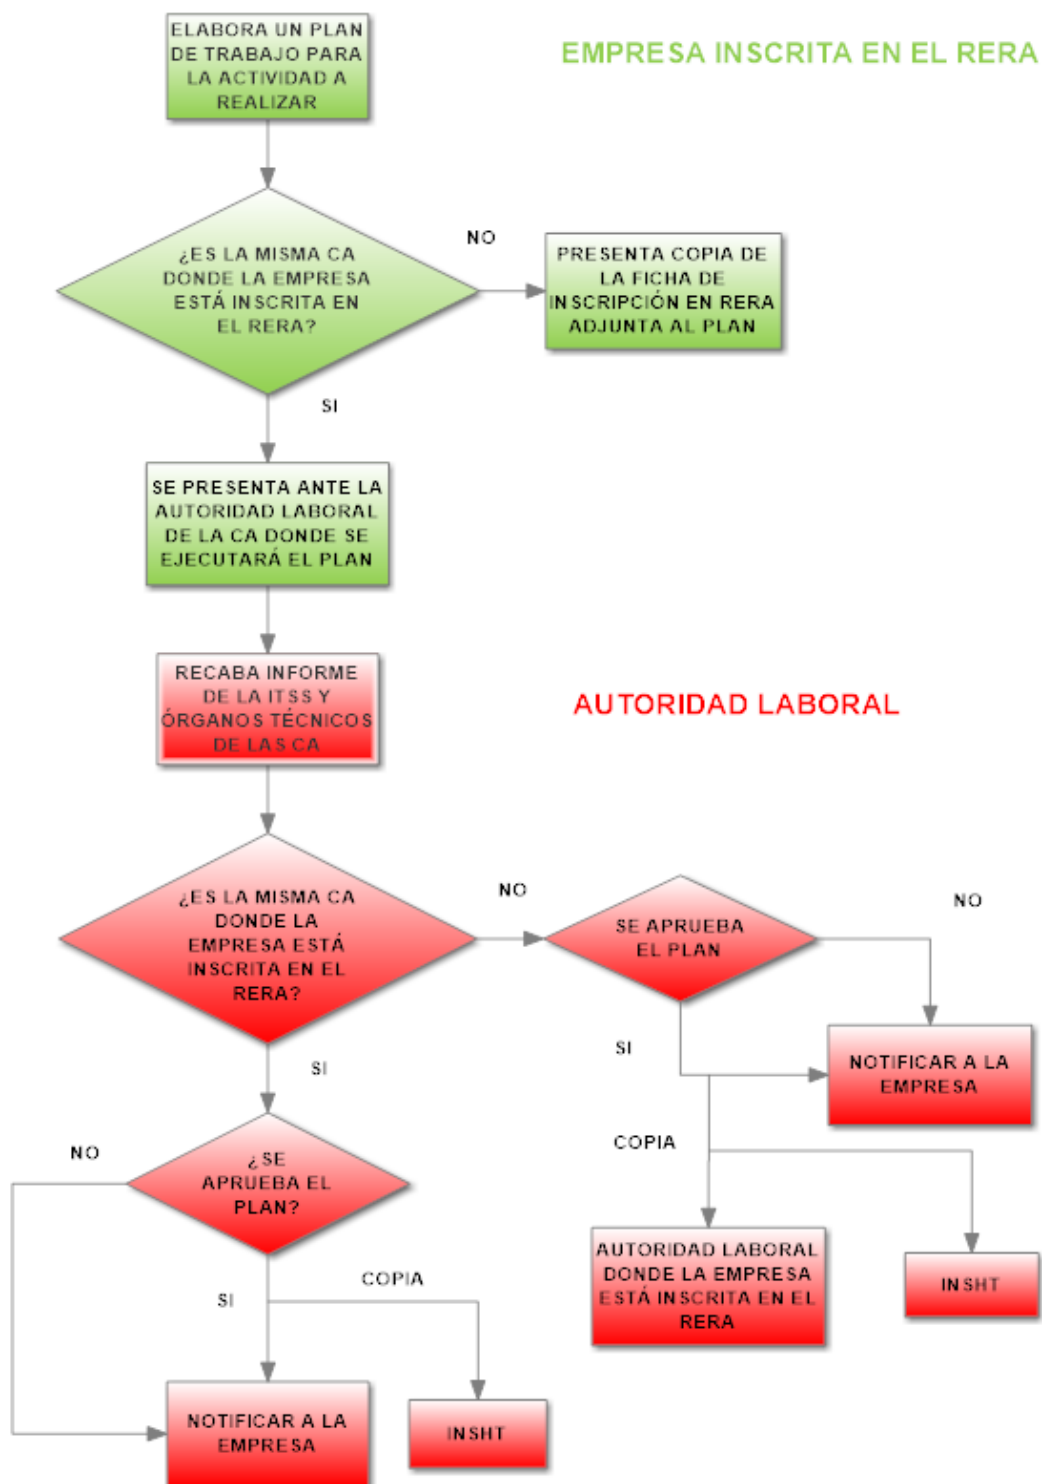 ELABORA UN PLAN
DE TRABAJO PARA
LA ACTIVIDAD A
REALIZAR
EMPRESA INSCRITA EN EL RERA
¿ES LA MISMA CA
DONDE LA EMPRESA
ESTÁ INSCRITA EN
EL RERA?
NO
PRESENTA COPIA DE
LA FICHA DE
INSCRIPCIÓN EN RERA
ADJUNTA AL PLAN
SI
SE PRESENTA ANTE LA
AUTORIDAD LABORAL
DE LA CA DONDE SE
EJECUTARÁ EL PLAN
RECABA INFORME
DE LA ITSS Y
ÓRGANOS TÉCNICOS
DE LAS CA
AUTORIDAD LABORAL
¿ES LA MISMA CA
DONDE LA
EMPRESA ESTÁ
INSCRITA EN EL
RERA?
NO
SE APRUEBA
EL PLAN
NO
SI
NOTIFICAR A LA
EMPRESA
COPIA
AUTORIDAD LABORAL
DONDE LA EMPRESA
ESTÁ INSCRITA EN EL
RERA
INSHT
SI
¿SE
APRUEBA EL
PLAN?
NO
SI
COPIA
NOTIFICAR A LA
EMPRESA
INSHT